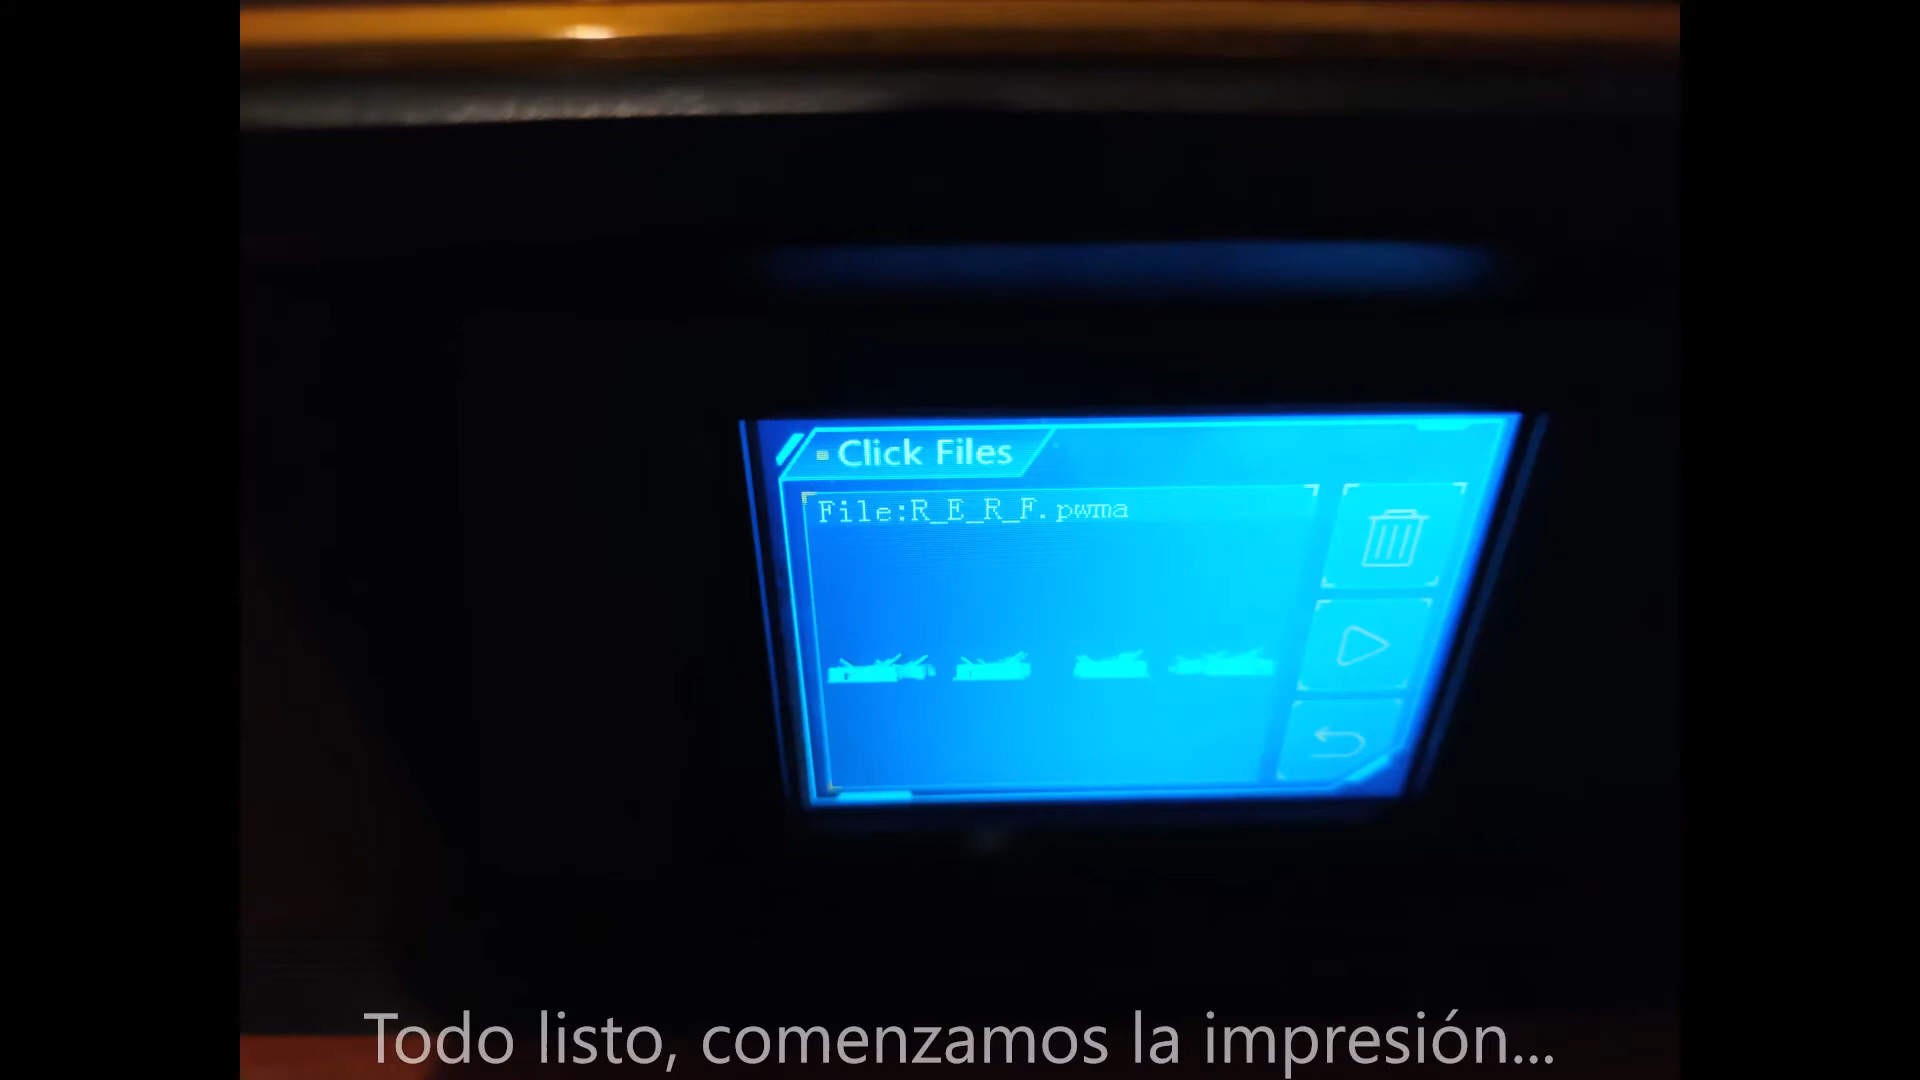 Click Files
File:R_E_R_F.pwma
Todo listo, comenzamos la impresión...